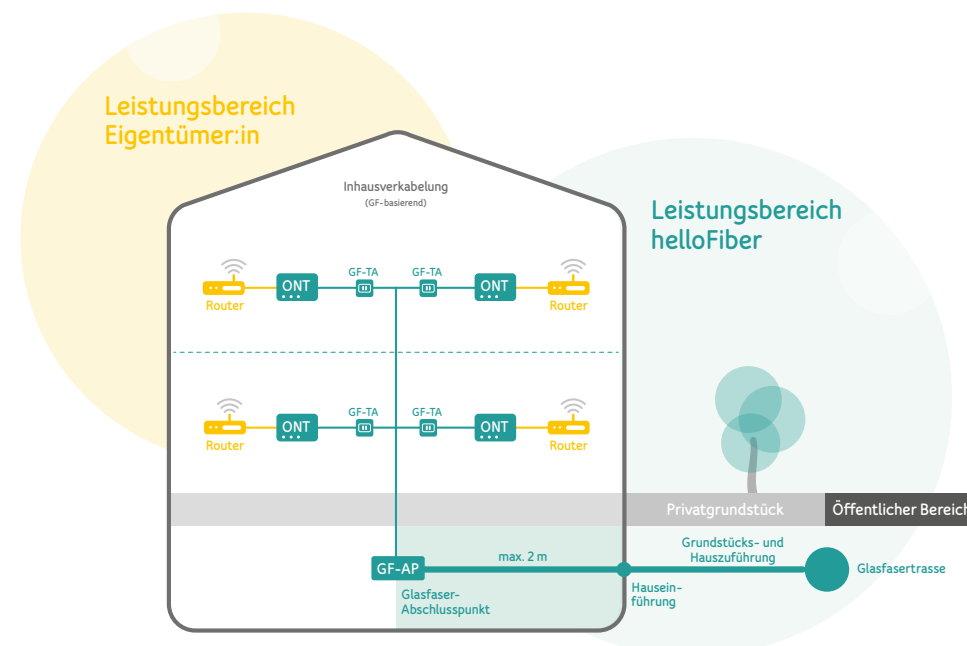 Leistungsbereich
Eigentümer:in
Inhausverkabelung
(GF-basierend)
Leistungsbereich
helloFiber
GF-TA GF-TA
ONT ONT
Router Router
GF-TA GF-TA
ONT ONT
Router Router
Privatgrundstück Öffentlicher Bereich
Grundstücks- und
Hauszuführung
max. 2 m
GF-AP
Glasfasertrasse
Glasfaser-
Abschlusspunkt
Hausein-
führung